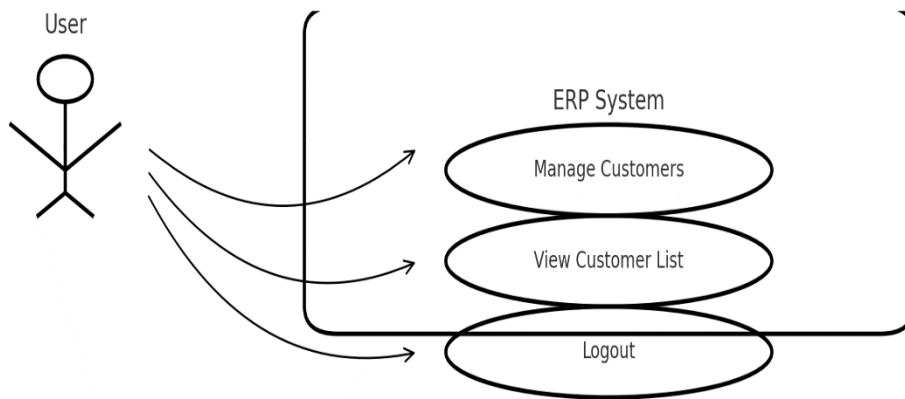 User
ERP System
Manage Customers
View Customer List
Logout